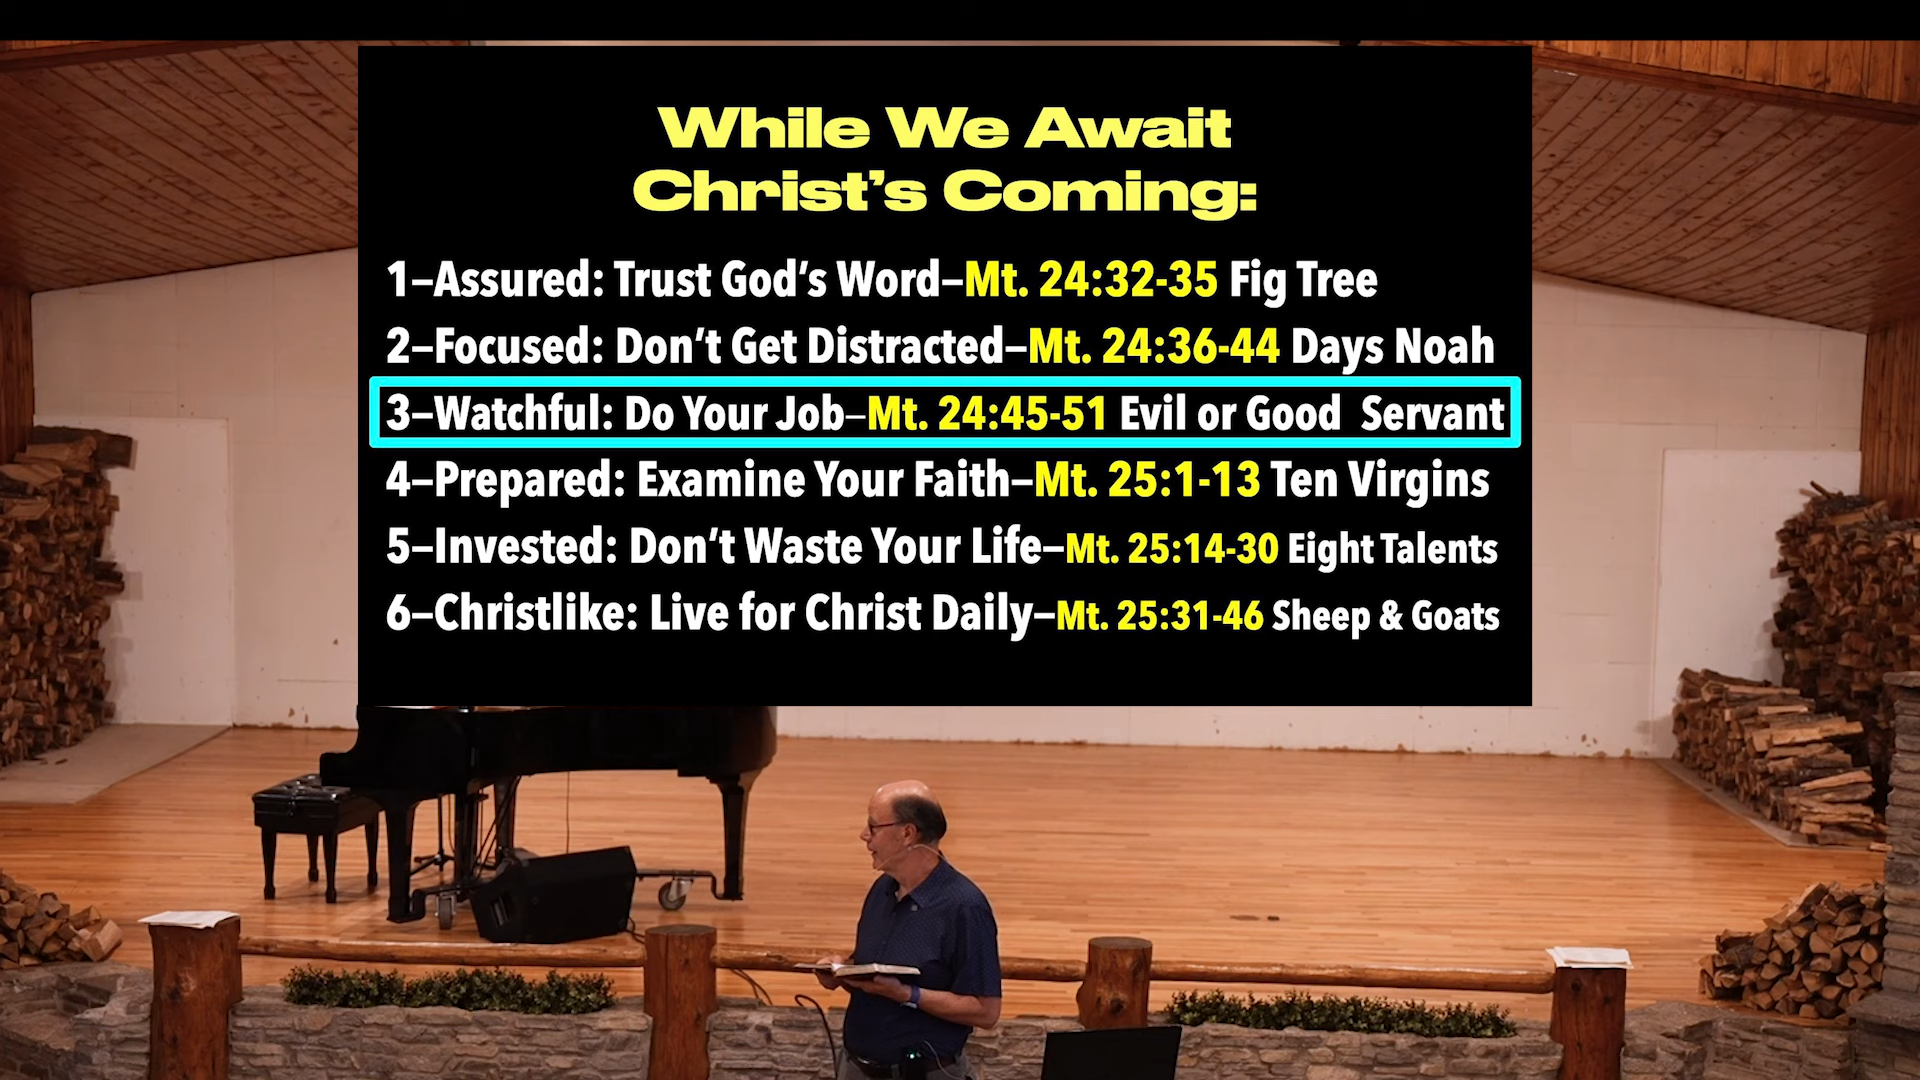 While We Await
Christ’s Coming:
1–Assured: Trust God’s Word–Mt. 24:32-35 Fig Tree
2–Focused: Don’t Get Distracted–Mt. 24:36-44 Days Noah
3–Watchful: Do Your Job–Mt. 24:45-51 Evil or Good Servant
4–Prepared: Examine Your Faith–Mt. 25:1-13 Ten Virgins
5–Invested: Don’t Waste Your Life–Mt. 25:14-30 Eight Talents
6–Christlike: Live for Christ Daily–Mt. 25:31-46 Sheep & Goats